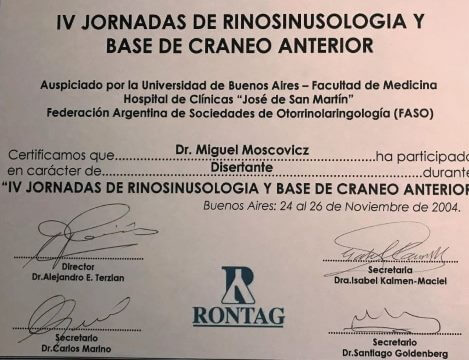 IV JORNADAS DE RINOSINUSOLOGIA Y
BASE DE CRANEO ANTERIOR
Auspiciado por la Universidad de Buenos Aires – Facultad de Medicina
Hospital de Clínicas “José de San Martín”
Federación Argentina de Sociedades de Otorrinolaringología (FASO)
Certificamos que ............Dr. Miguel Moscovicz............ha participado
en carácter de............Disertante............durante
“IV JORNADAS DE RINOSINUSOLOGIA Y BASE DE CRANEO ANTERIOR
Buenos Aires: 24 al 26 de Noviembre de 2004.
Director
Dr.Alejandro E. Terzian
Secretaria
Dra.Isabel Kalmen-Maciel
RONTAG
Secretario
Dr.Carlos Marino
Secretario
Dr.Santiago Goldenberg